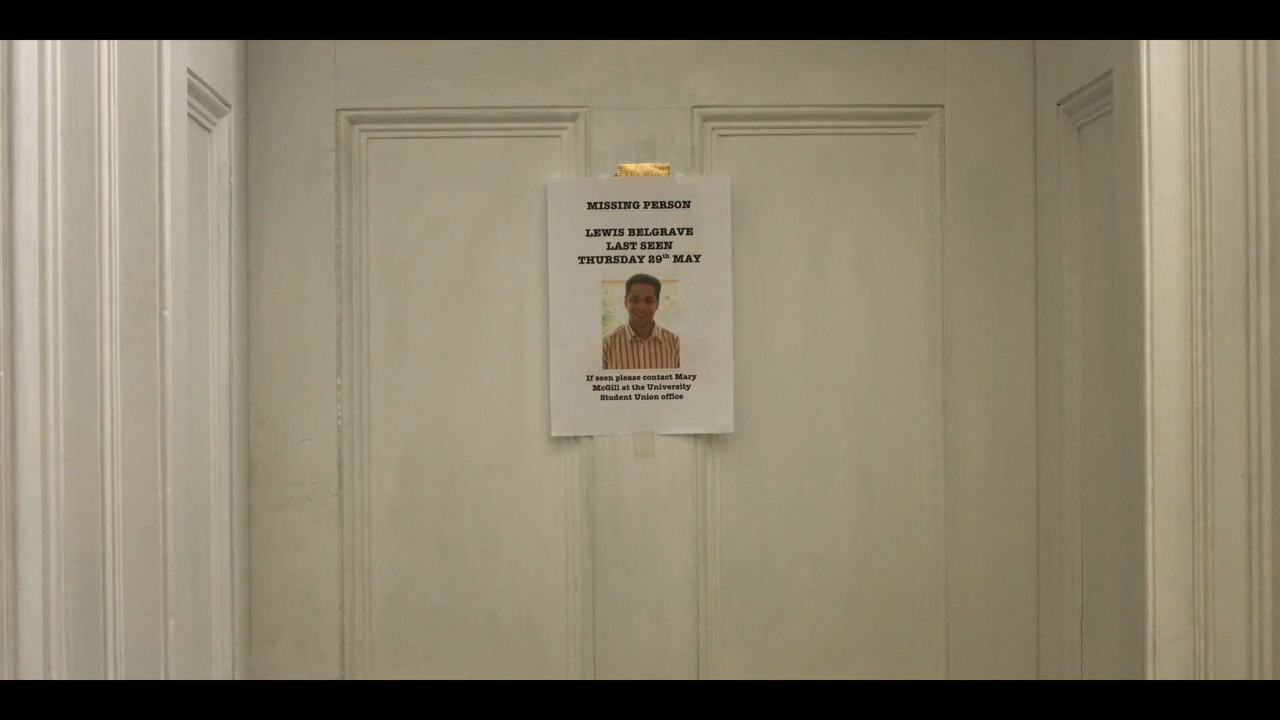 MISSING PERSON
LEWIS BELGRAVE
LAST SEEN
THURSDAY 29th MAY
If seen please contact Mary
McGill at the University
Student Union office